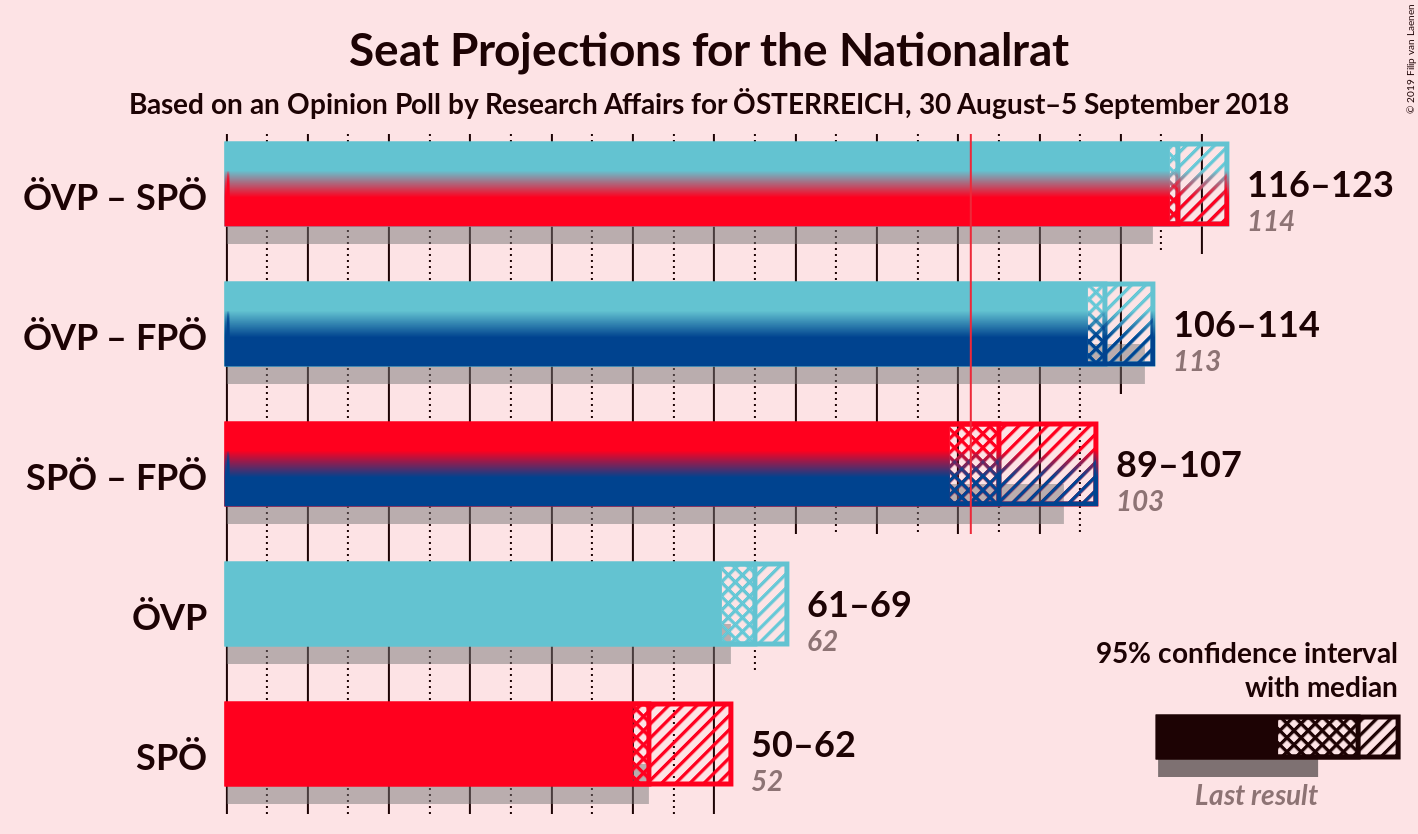 Seat Projections for the Nationalrat
Based on an Opinion Poll by Research Affairs for ÖSTERREICH, 30 August–5 September 2018
© 2019 Filip van Laenen
ÖVP – SPÖ
116–123
114
ÖVP – FPÖ
106–114
113
SPÖ – FPÖ
89–107
103
ÖVP
61–69
62
SPÖ
50–62
52
95% confidence interval
with median
Last result